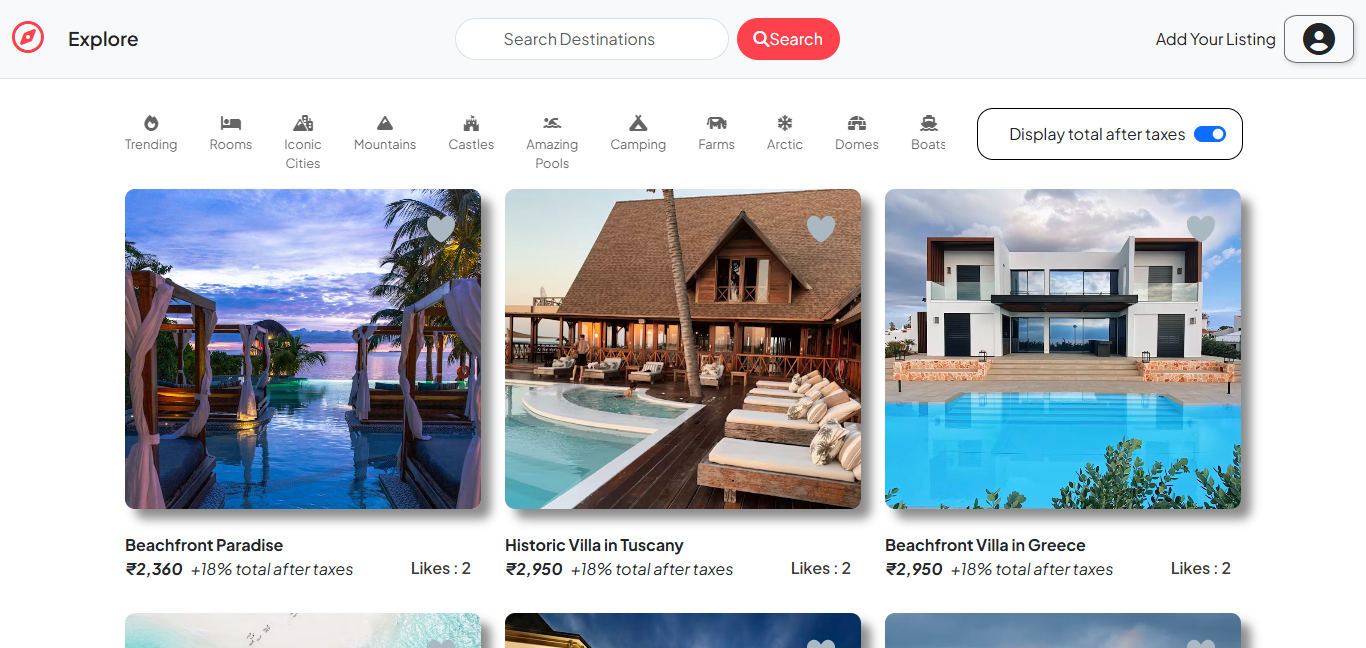 Explore
Search Destinations
Search
Add Your Listing
Trending
Rooms
Iconic
Cities
Mountains
Castles
Amazing
Pools
Camping
Farms
Arctic
Domes
Boats
Display total after taxes
Beachfront Paradise
₹2,360 +18% total after taxes
Likes : 2
Historic Villa in Tuscany
₹2,950 +18% total after taxes
Likes : 2
Beachfront Villa in Greece
₹2,950 +18% total after taxes
Likes : 2